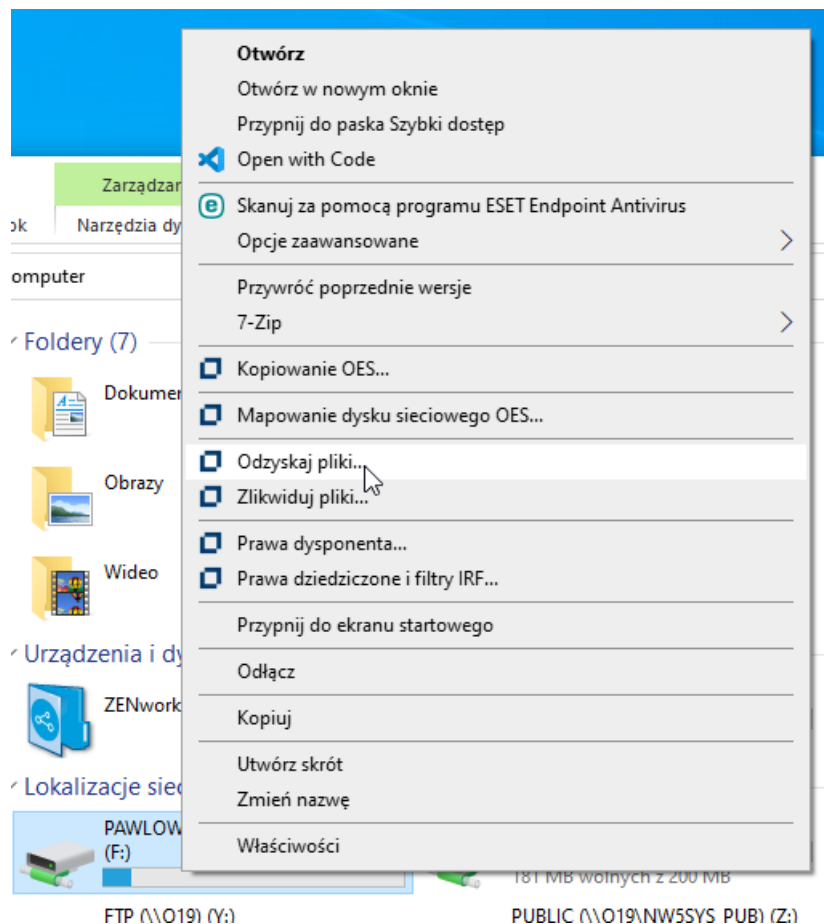 Otwórz
Otwórz w nowym oknie
Przypnij do paska Szybki dostęp
Open with Code
Skanuj za pomocą programu ESET Endpoint Antivirus
Opcje zaawansowane
Przywróć poprzednie wersje
7-Zip
Kopiowanie OES...
Mapowanie dysku sieciowego OES...
Odzyskaj pliki...
Zlikwiduj pliki...
Prawa dysponenta...
Prawa dziedziczone i filtry IRF...
Przypnij do ekranu startowego
Odłącz
Kopiuj
Utwórz skrót
Zmień nazwę
Właściwości
Zarządzan
ok Narzędzia dy
omputer
Foldery (7)
Dokumen
Obrazy
Wideo
Urządzenia i dy
ZENwork
Lokalizacje siec
PAWLOW
(F:)
181 MB wolnych z 200 MB
FTP (\\O19) (Y:)
PUBLIC (\\O19\NW5SYS_PUB) (Z:)